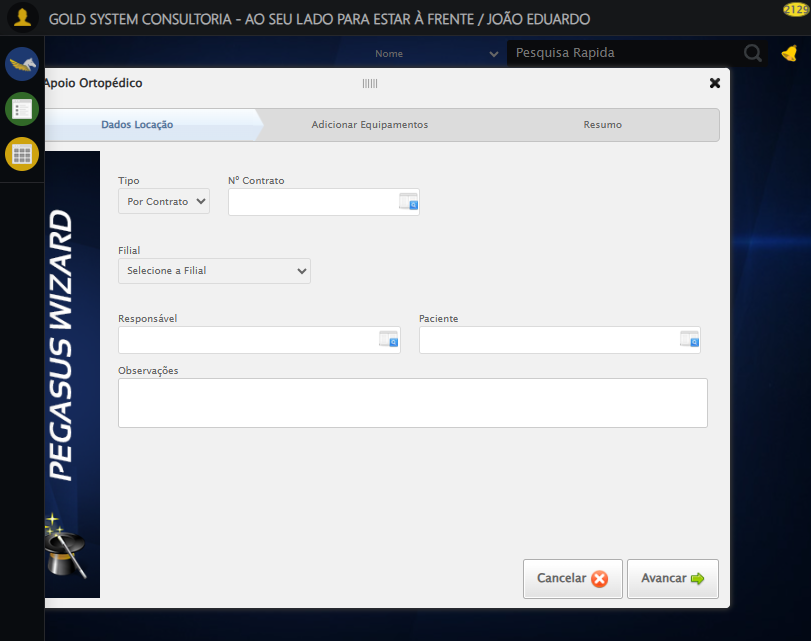 GOLD SYSTEM CONSULTORIA - AO SEU LADO PARA ESTAR À FRENTE / JOÃO EDUARDO
2129
Nome
Pesquisa Rapida
Apoio Ortopédico
Dados Locação
Adicionar Equipamentos
Resumo
PEGASUS WIZARD
Tipo
Nº Contrato
Por Contrato
Filial
Selecione a Filial
Responsável
Paciente
Observações
Cancelar
Avancar